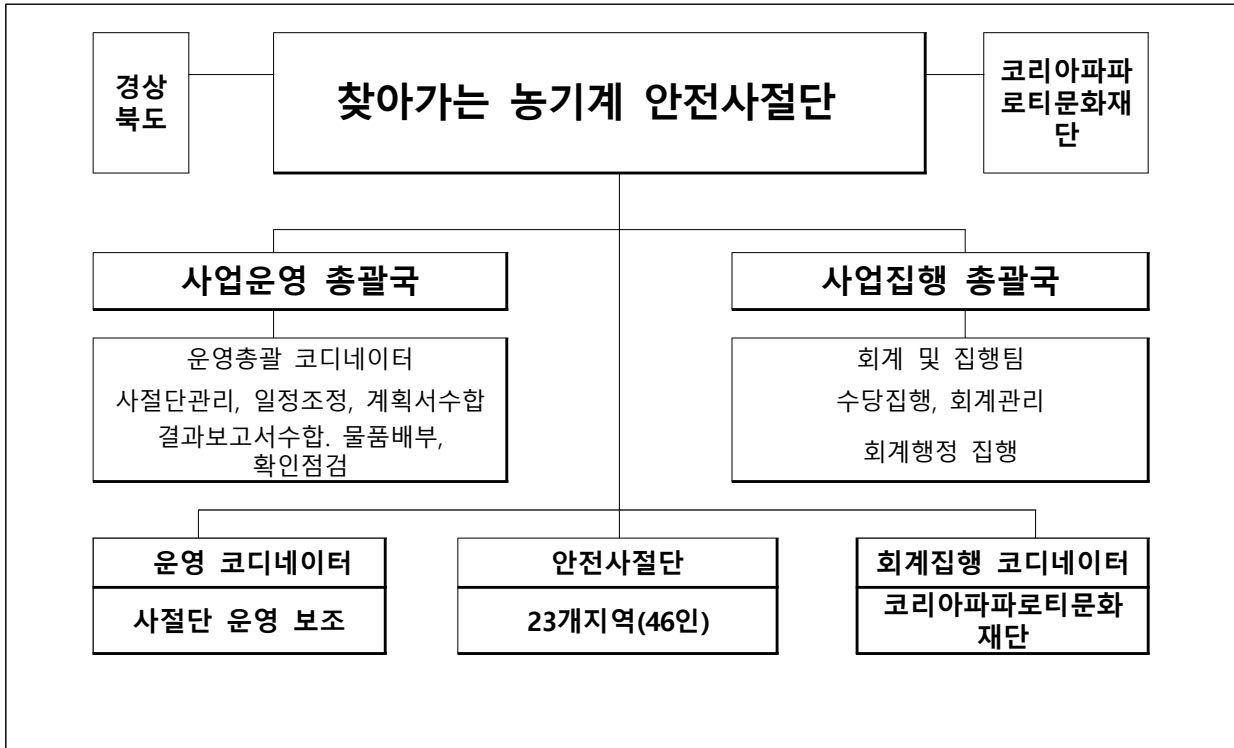 경상
북도
찾아가는 농기계 안전사절단
코리아파파
로티문화재
단
사업운영 총괄국
사업집행 총괄국
운영총괄 코디네이터
사절단관리, 일정조정, 계획서수합
결과보고서수합. 물품배부,
확인점검
회계 및 집행팀
수당집행, 회계관리
회계행정 집행
운영 코디네이터
사절단 운영 보조
안전사절단
23개지역(46인)
회계집행 코디네이터
코리아파파로티문화
재단